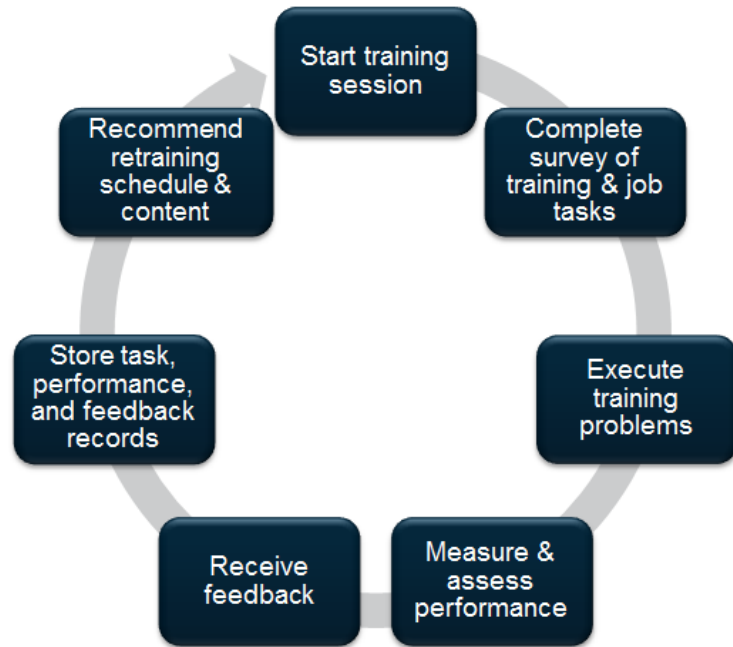 Start training
session
Complete
survey of
training & job
tasks
Execute
training
problems
Measure &
assess
performance
Receive
feedback
Store task,
performance,
and feedback
records
Recommend
retraining
schedule &
content